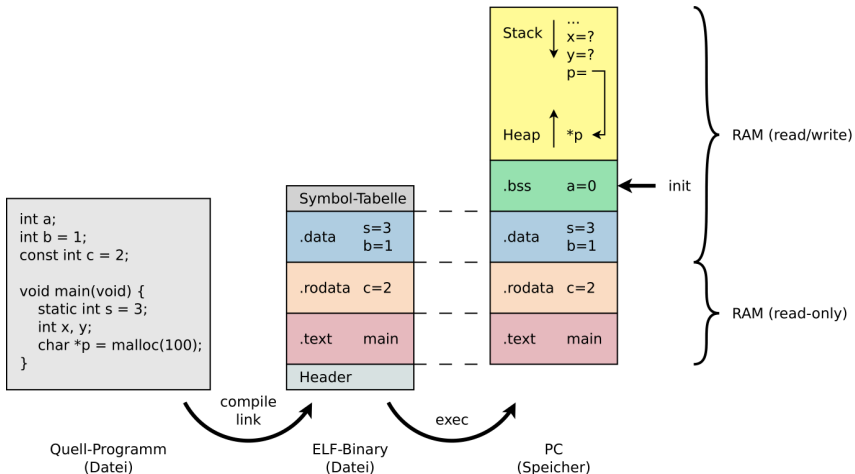 int a;
int b = 1;
const int c = 2;
void main(void) {
static int s = 3;
int x, y;
char *p = malloc(100);
}
Quell-Programm
(Datei)
compile
link
Symbol-Tabelle
.data s=3
b=1
.rodata c=2
.text main
Header
ELF-Binary
(Datei)
exec
Stack
...
x=?
y=?
p=
Heap *p
.bss a=0
.data s=3
b=1
.rodata c=2
.text main
PC
(Speicher)
init
RAM (read/write)
RAM (read-only)